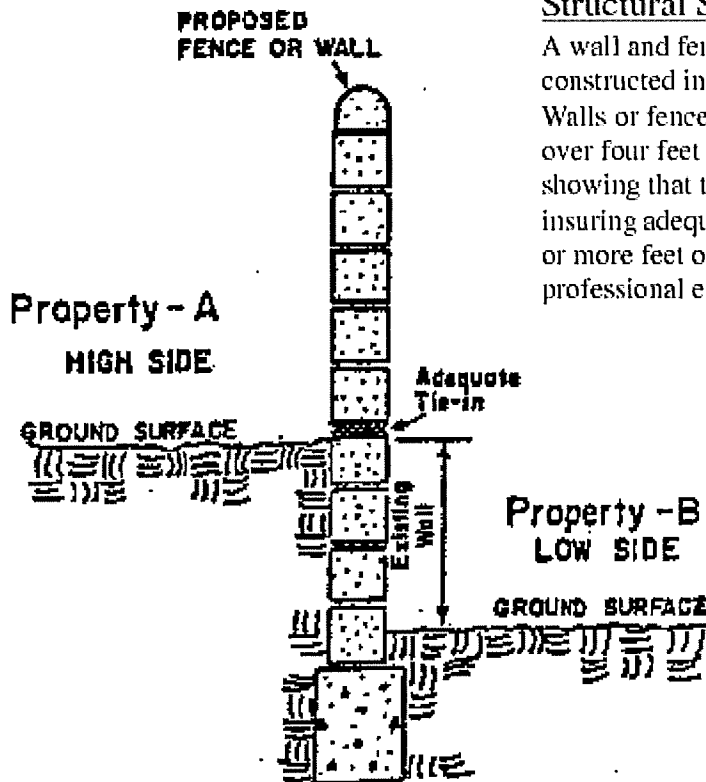 PROPOSED
FENCE OR WALL
Structural S
A wall and fe
constructed in
Walls or fence
over four feet
showing that t
insuring adequ
or more feet o
professional e
Property - A
HIGH SIDE
Adequate
Tie-in
GROUND SURFACE
Existing
Wall
Property - B
LOW SIDE
GROUND SURFACE